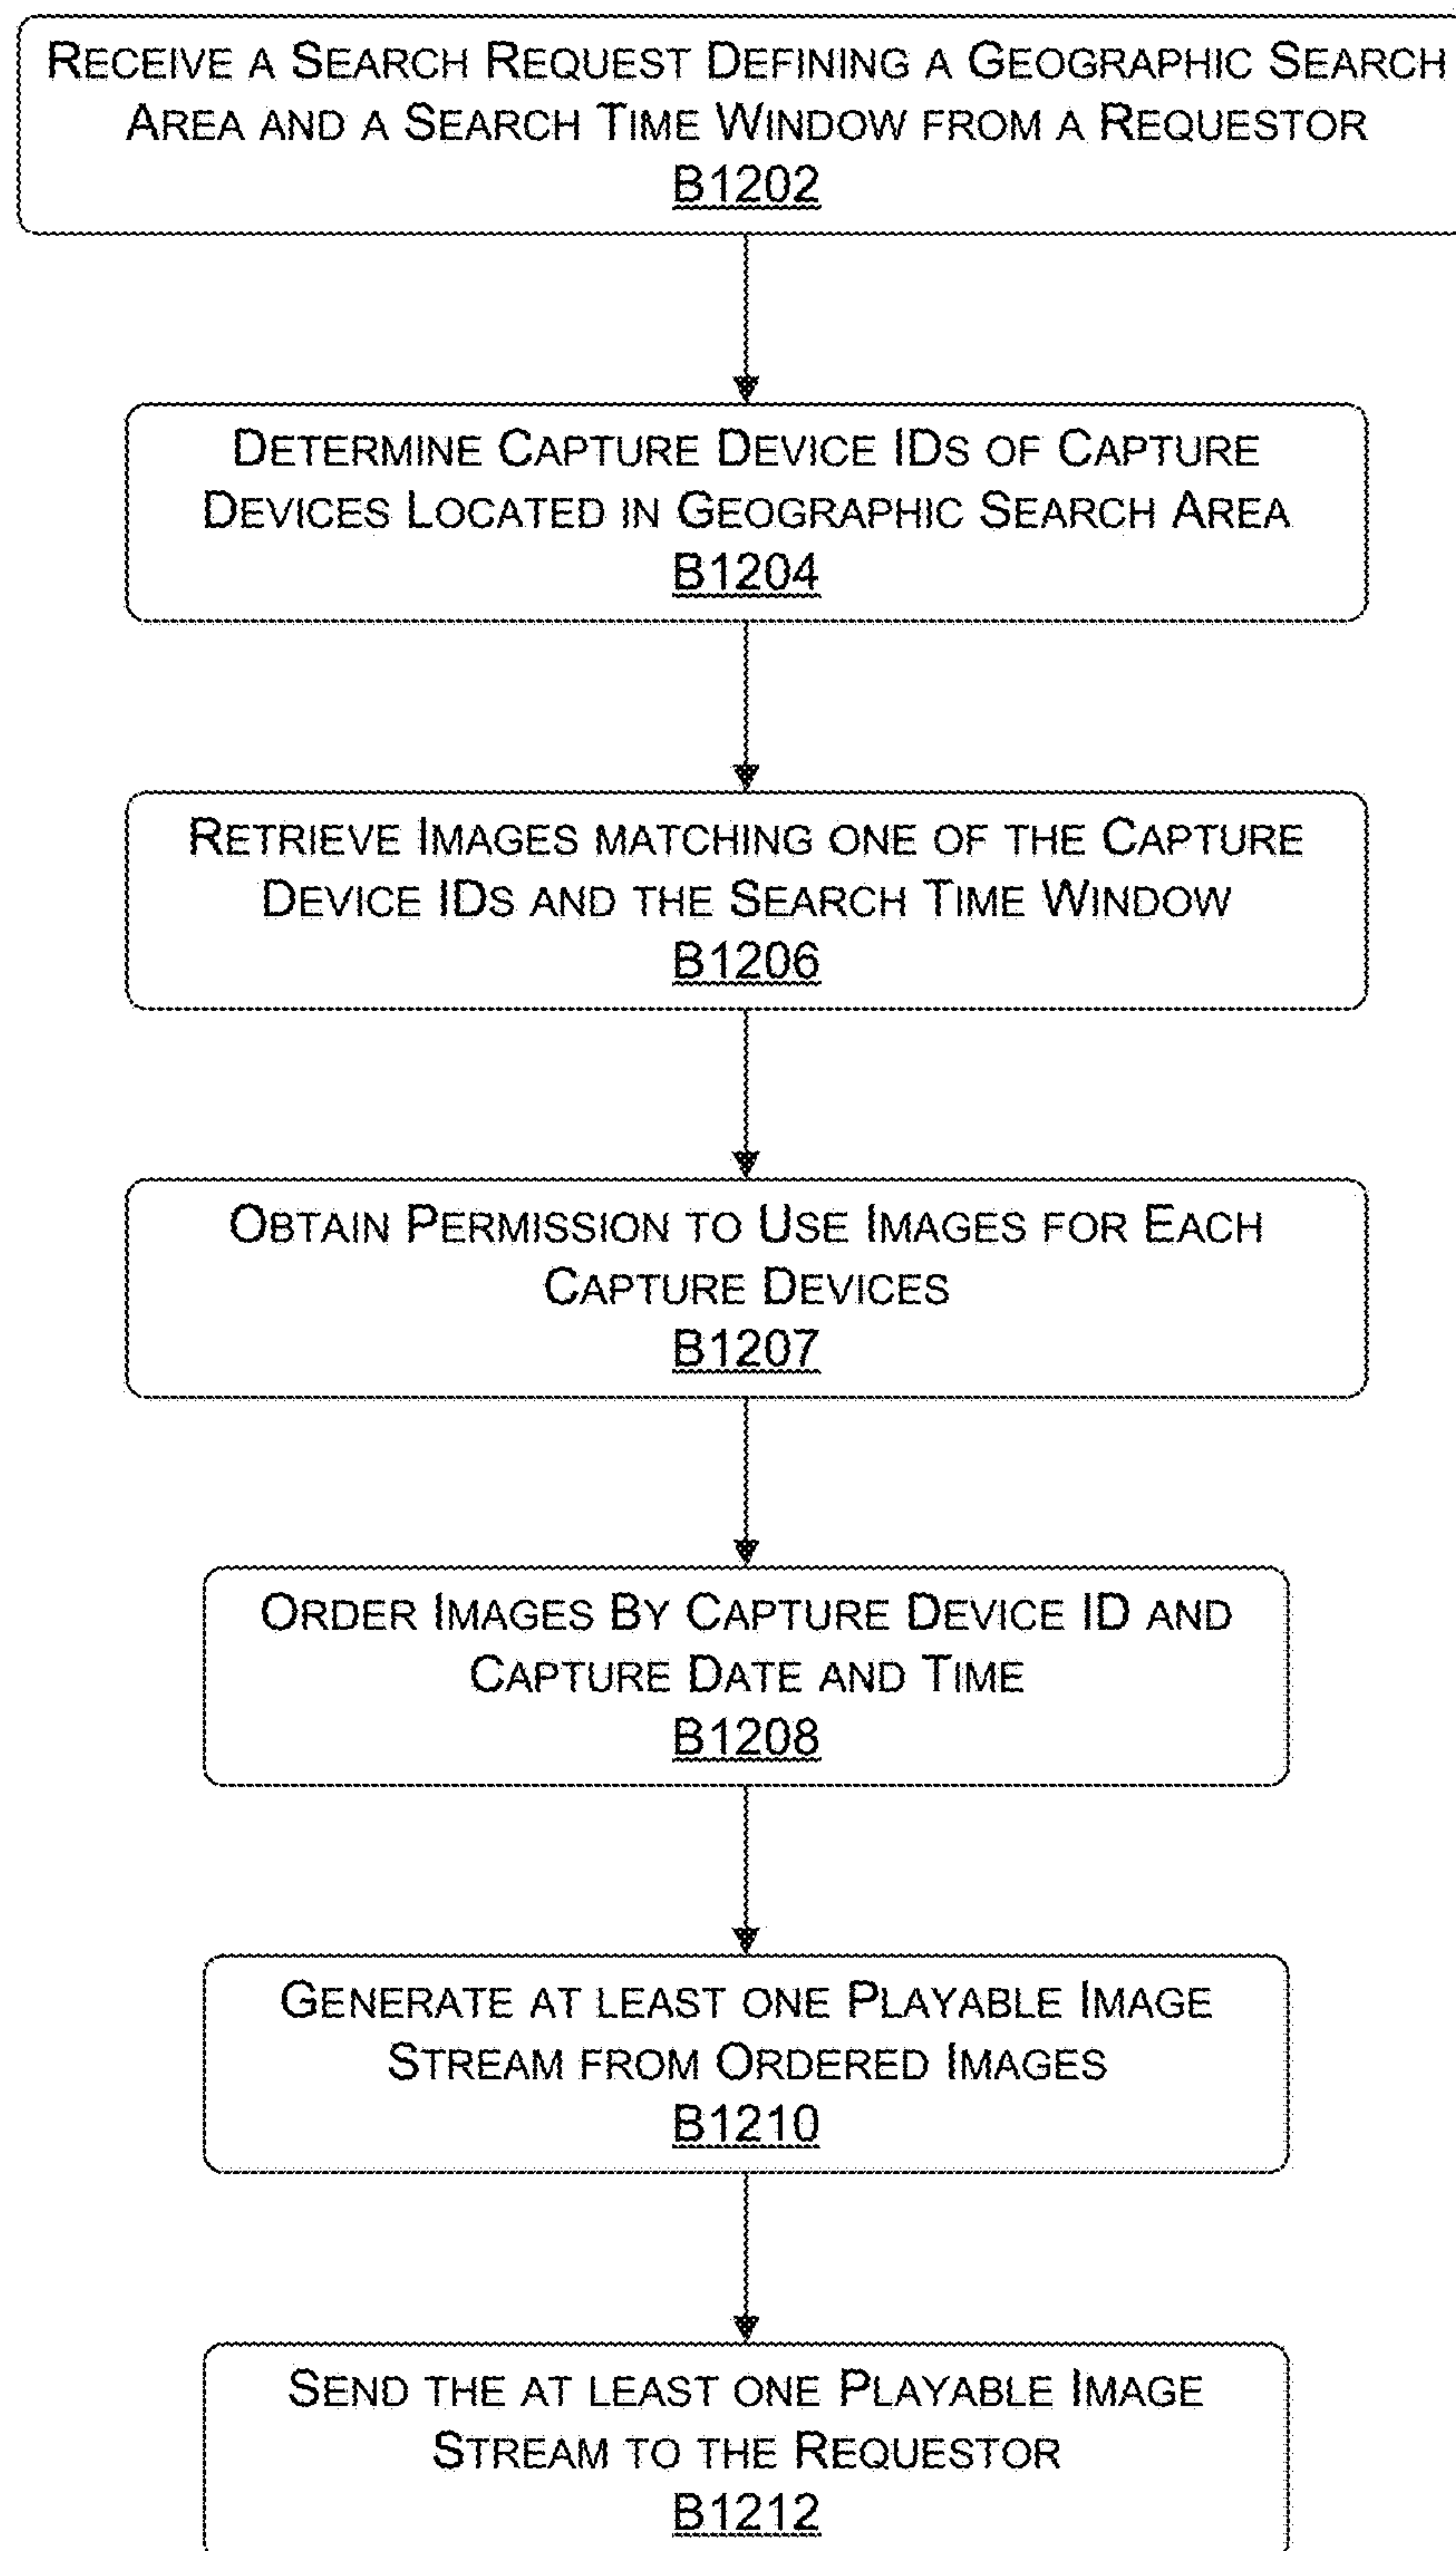 RECEIVE A SEARCH REQUEST DEFINING A GEOGRAPHIC SEARCH
AREA AND A SEARCH TIME WINDOW FROM A REQUESTOR
B1202
DETERMINE CAPTURE DEVICE IDS OF CAPTURE
DEVICES LOCATED IN GEOGRAPHIC SEARCH AREA
B1204
RETRIEVE IMAGES MATCHING ONE OF THE CAPTURE
DEVICE IDS AND THE SEARCH TIME WINDOW
B1206
OBTAIN PERMISSION TO USE IMAGES FOR EACH
CAPTURE DEVICES
B1207
ORDER IMAGES BY CAPTURE DEVICE ID AND
CAPTURE DATE AND TIME
B1208
GENERATE AT LEAST ONE PLAYABLE IMAGE
STREAM FROM ORDERED IMAGES
B1210
SEND THE AT LEAST ONE PLAYABLE IMAGE
STREAM TO THE REQUESTOR
B1212